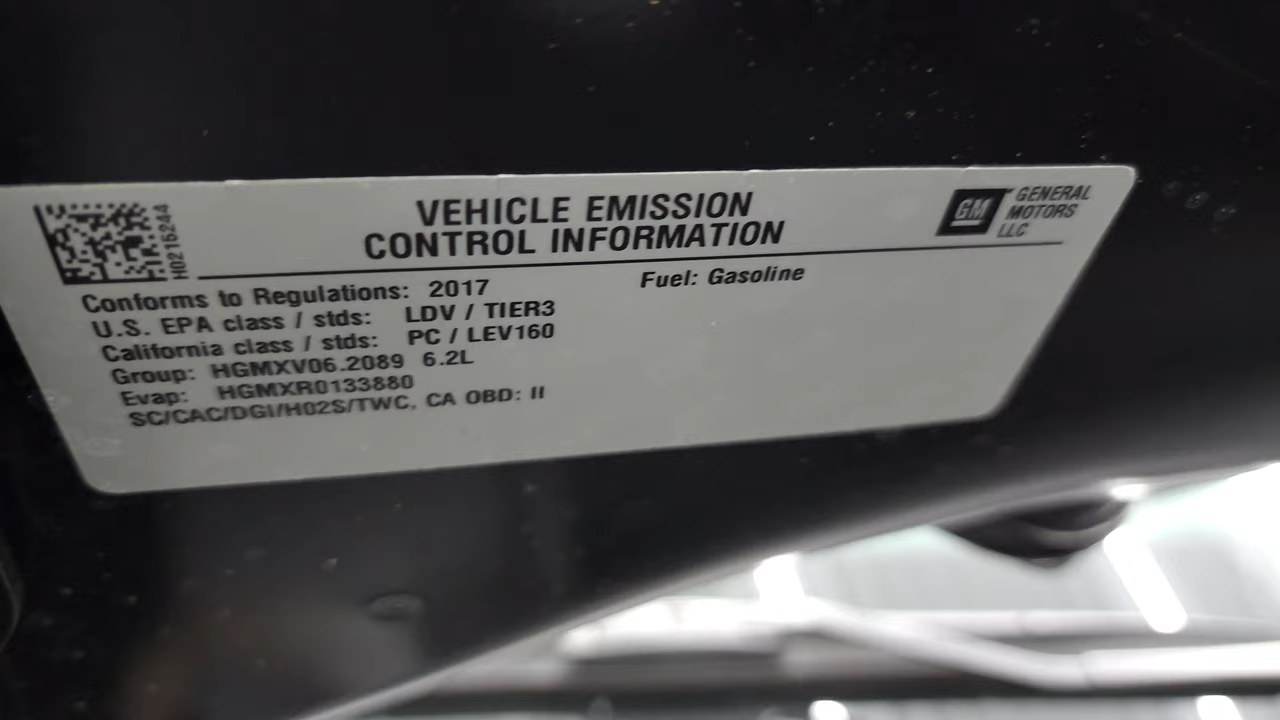 H0215244
VEHICLE EMISSION
CONTROL INFORMATION
GM
GENERAL
MOTORS
LLC
Conforms to Regulations: 2017
Fuel: Gasoline
U.S. EPA class / stds: LDV / TIER3
California class / stds: PC / LEV160
Group: HGMXV06.2089 6.2L
Evap: HGMXR0133880
SC/CAC/DGI/H02S/TWC, CA OBD: II